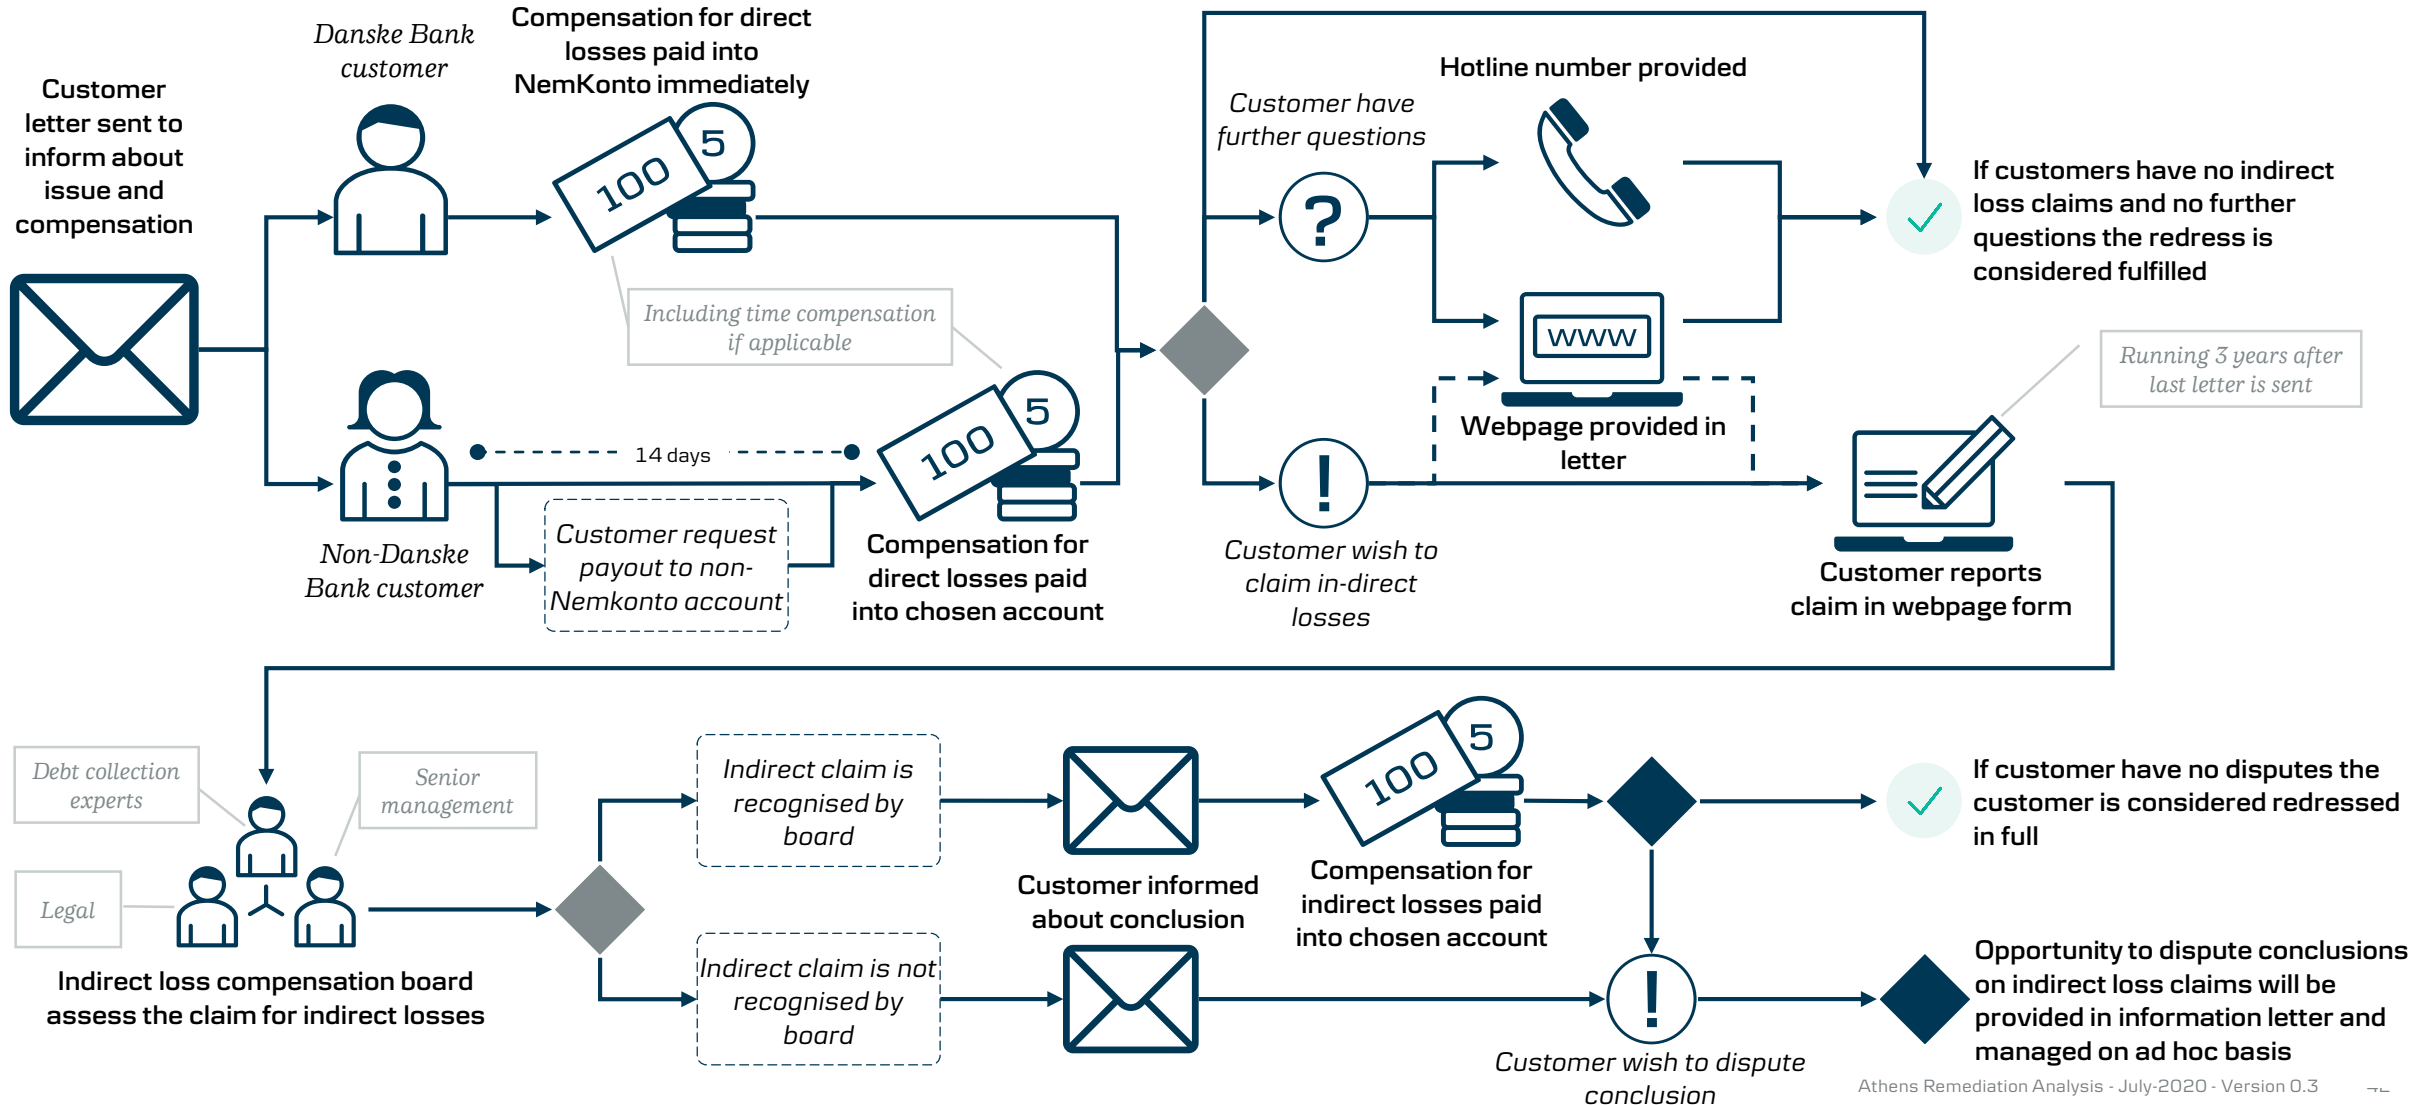 Customer
letter sent to
inform about
issue and
compensation
Danske Bank
customer
Compensation for direct
losses paid into
NemKonto immediately
100
5
Including time compensation
if applicable
Non-Danske
Bank customer
14 days
Customer request
payout to non-
Nemkonto account
100
5
Compensation for
direct losses paid
into chosen account
Customer have
further questions
?
Hotline number provided
WWW
Webpage provided in
letter
If customers have no indirect
loss claims and no further
questions the redress is
considered fulfilled
!
Customer wish to
claim in-direct
losses
Running 3 years after
last letter is sent
Customer reports
claim in webpage form
Debt collection
experts
Senior
management
Legal
Indirect loss compensation board
assess the claim for indirect losses
Indirect claim is
recognised by
board
Indirect claim is not
recognised by
board
Customer informed
about conclusion
100
5
Compensation for
indirect losses paid
into chosen account
If customer have no disputes the
customer is considered redressed
in full
!
Customer wish to dispute
conclusion
Opportunity to dispute conclusions
on indirect loss claims will be
provided in information letter and
managed on ad hoc basis
Athens Remediation Analysis - July-2020 - Version 0.3